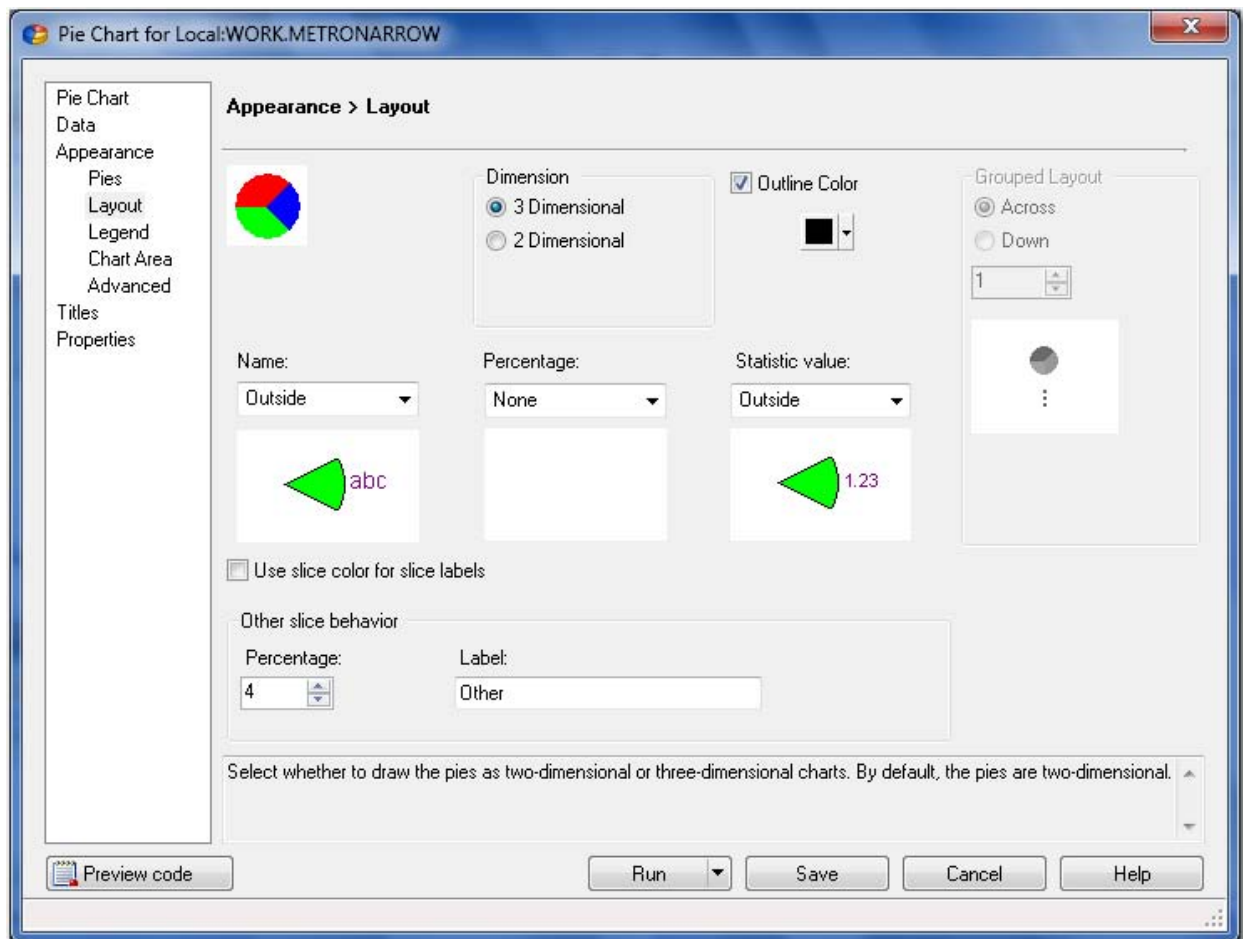 Pie Chart for Local:WORK.METRONARROW
Pie Chart
Data
Appearance
Pies
Layout
Legend
Chart Area
Advanced
Titles
Properties
Appearance > Layout
Dimension
3 Dimensional
2 Dimensional
Outline Color
Grouped Layout
Across
Down
1
Name:
Outside
abc
Percentage:
None
Statistic value:
Outside
1.23
Use slice color for slice labels
Other slice behavior
Percentage:
4
Label:
Other
Select whether to draw the pies as two-dimensional or three-dimensional charts. By default, the pies are two-dimensional.
Preview code
Run
Save
Cancel
Help